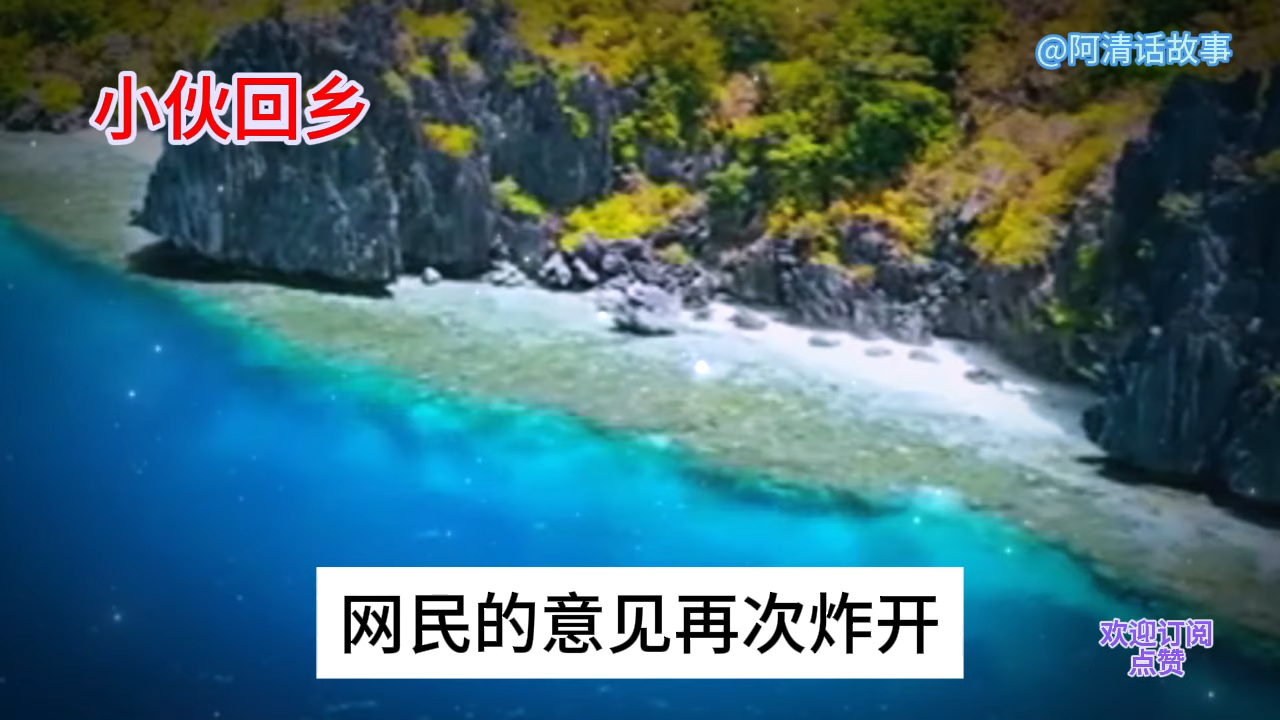 @阿清话故事
小伙回乡
网民的意见再次炸开
欢迎订阅
点赞